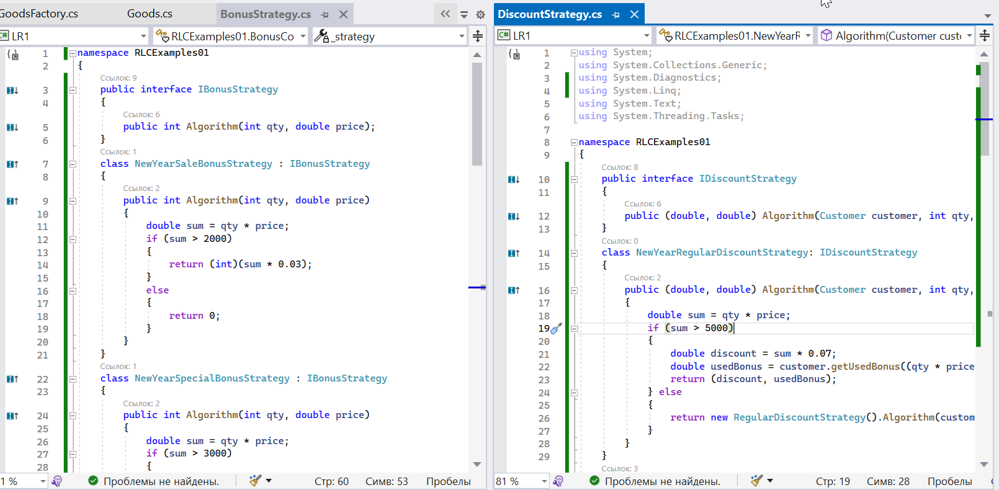 GoodsFactory.cs Goods.cs BonusStrategy.cs
LR1 RLCExamples01.BonusCo _strategy
1 namespace RLCExamples01
2 {
Ссылок: 9
3 public interface IBonusStrategy
4 {
Ссылок: 6
5 public int Algorithm(int qty, double price);
6 }
Ссылок: 1
7 class NewYearSaleBonusStrategy : IBonusStrategy
8 {
Ссылок: 2
9 public int Algorithm(int qty, double price)
10 {
11 double sum = qty * price;
12 if (sum > 2000)
13 {
14 return (int)(sum * 0.03);
15 }
16 else
17 {
18 return 0;
19 }
20 }
21 }
Ссылок: 1
22 class NewYearSpecialBonusStrategy : IBonusStrategy
23 {
Ссылок: 2
24 public int Algorithm(int qty, double price)
25 {
26 double sum = qty * price;
27 if (sum > 3000)
28 {
1 % Проблемы не найдены. Стр: 60 Симв: 53 Пробелы
DiscountStrategy.cs
LR1 RLCExamples01.NewYearR Algorithm(Customer custo
1 using System;
2 using System.Collections.Generic;
3 using System.Diagnostics;
4 using System.Linq;
5 using System.Text;
6 using System.Threading.Tasks;
7
8 namespace RLCExamples01
9 {
Ссылок: 8
10 public interface IDiscountStrategy
11 {
Ссылок: 6
12 public (double, double) Algorithm(Customer customer, int qty,
13 }
Ссылок: 0
14 class NewYearRegularDiscountStrategy: IDiscountStrategy
15 {
Ссылок: 2
16 public (double, double) Algorithm(Customer customer, int qty,
17 {
18 double sum = qty * price;
19 if (sum > 5000)
20 {
21 double discount = sum * 0.07;
22 double usedBonus = customer.getUsedBonus((qty * price
23 return (discount, usedBonus);
24 } else
25 {
26 return new RegularDiscountStrategy().Algorithm(custom
27 }
28 }
29 }
Ссылок: 3
81 % Проблемы не найдены. Стр: 19 Симв: 28 Пробелы